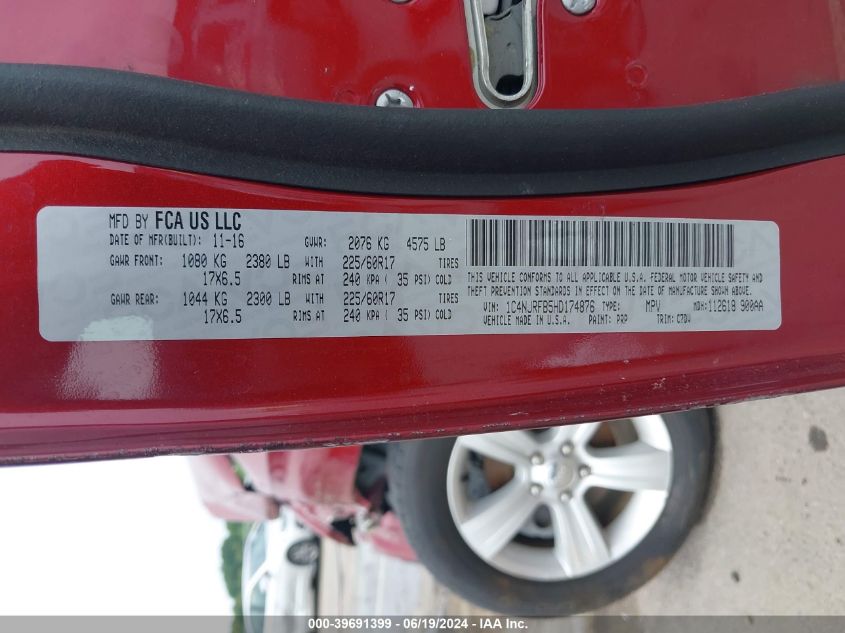 MFD BY FCA US LLC
DATE OF MFR(BUILT): 11-16 GVWR: 2076 KG 4575 LB
GAWR FRONT: 1080 KG 2380 LB WITH 225/60R17 TIRES
17X6.5 RIMS AT 240 KPA ( 35 PSI) COLD
GAWR REAR: 1044 KG 2300 LB WITH 225/60R17 TIRES
17X6.5 RIMS AT 240 KPA ( 35 PSI) COLD
THIS VEHICLE CONFORMS TO ALL APPLICABLE U.S.A. FEDERAL MOTOR VEHICLE SAFETY AND
THEFT PREVENTION STANDARDS IN EFFECT ON THE DATE OF MANUFACTURE SHOWN ABOVE.
VIN: 1C4NJRFB5HD174876 TYPE: MPV MDH: 112618 900AA
VEHICLE MADE IN U.S.A. PAINT: PRP TRIM: C7DV
000-39691399 - 06/19/2024 - IAAI.COM